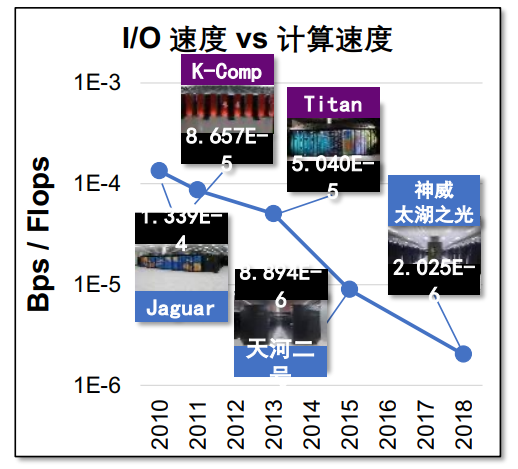 I/O 速度 vs 计算速度
Bps / Flops
1E-3
1E-4
1E-5
1E-6
K-Comp
8.657E-
5
Titan
5.040E-
5
神威
太湖之光
2.025E-
6
1.339E-
4
Jaguar
8.894E-
6
天河二
号
2010
2011
2012
2013
2014
2015
2016
2017
2018